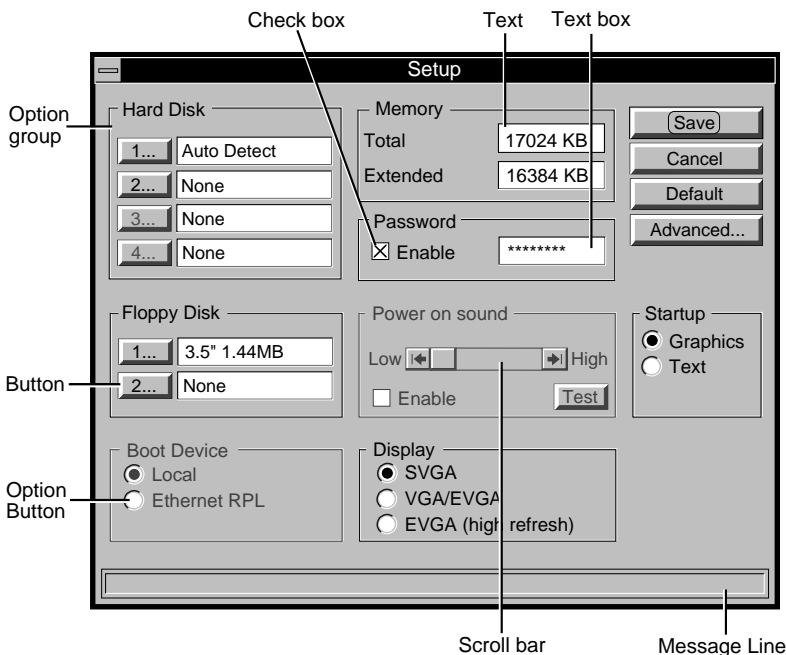 Check box
Text
Text box
Setup
Option group
Hard Disk
1... Auto Detect
2... None
3... None
4... None
Memory
Total 17024 KB
Extended 16384 KB
Password
Enable ********
Save
Cancel
Default
Advanced...
Floppy Disk
1... 3.5" 1.44MB
2... None
Button
Power on sound
Low High
Enable Test
Startup
Graphics
Text
Boot Device
Local
Ethernet RPL
Option Button
Display
SVGA
VGA/EVGA
EVGA (high refresh)
Scroll bar
Message Line